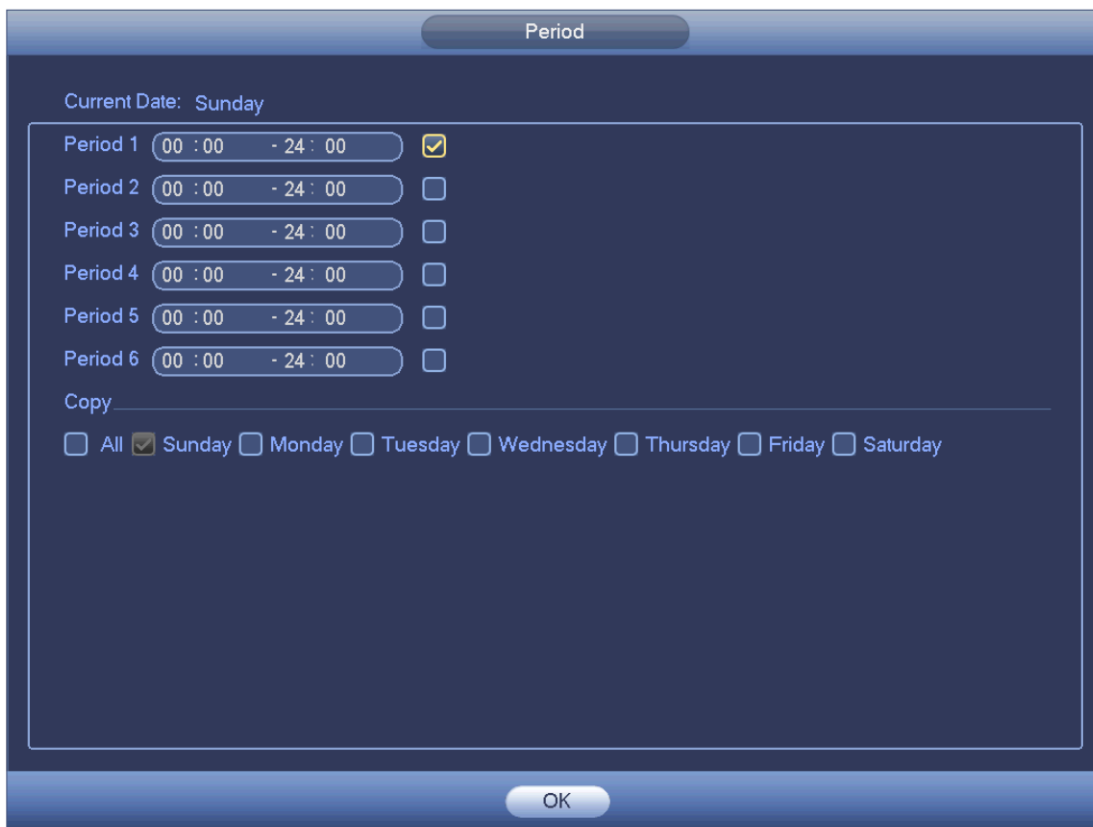 Period
Current Date: Sunday
Period 1 00 :00 - 24 : 00
Period 2 00 :00 - 24 : 00
Period 3 00 :00 - 24 : 00
Period 4 00 :00 - 24 : 00
Period 5 00 :00 - 24 : 00
Period 6 00 :00 - 24 : 00
Copy
All Sunday Monday Tuesday Wednesday Thursday Friday Saturday
OK